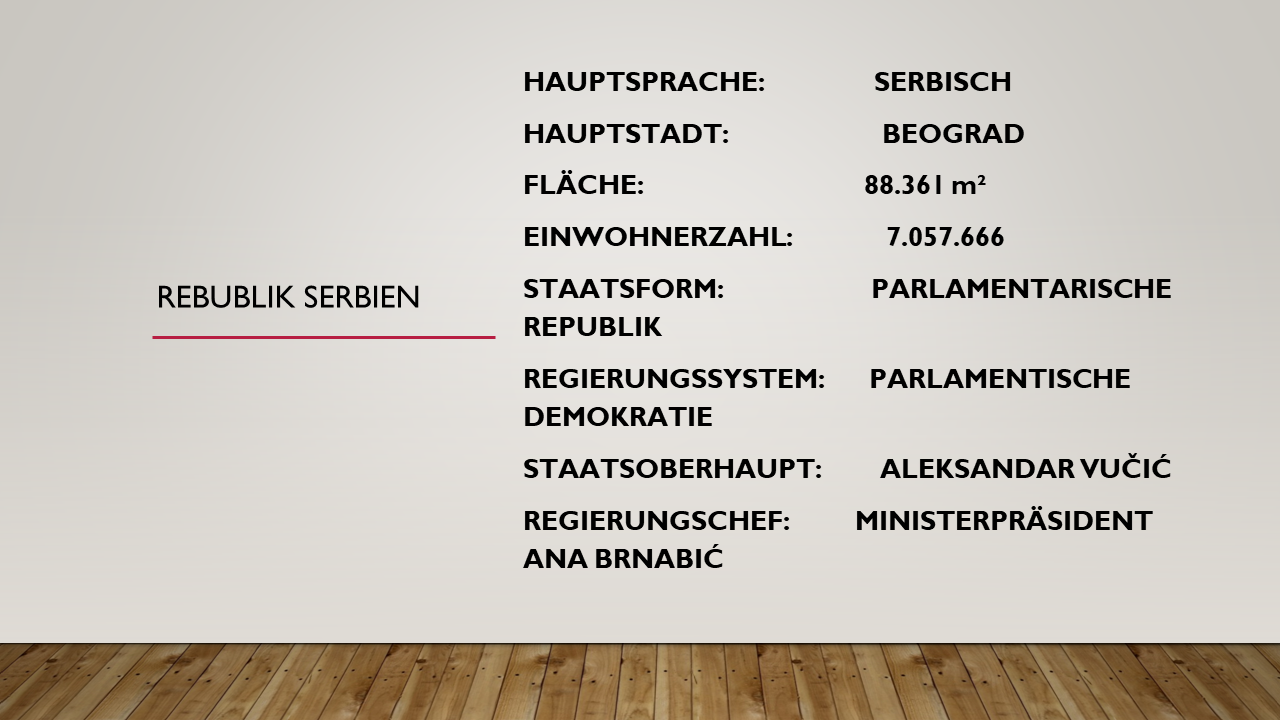 REBUBLIK SERBIEN
HAUPTSPRACHE: SERBISCH
HAUPTSTADT: BEOGRAD
FLÄCHE: 88.361 m²
EINWOHNERZAHL: 7.057.666
STAATSFORM: PARLAMENTARISCHE
REPUBLIK
REGIERUNGSSYSTEM: PARLAMENTISCHE
DEMOKRATIE
STAATSOBERHAUPT: ALEKSANDAR VUČIĆ
REGIERUNGSCHEF: MINISTERPRÄSIDENT
ANA BRNABIĆ